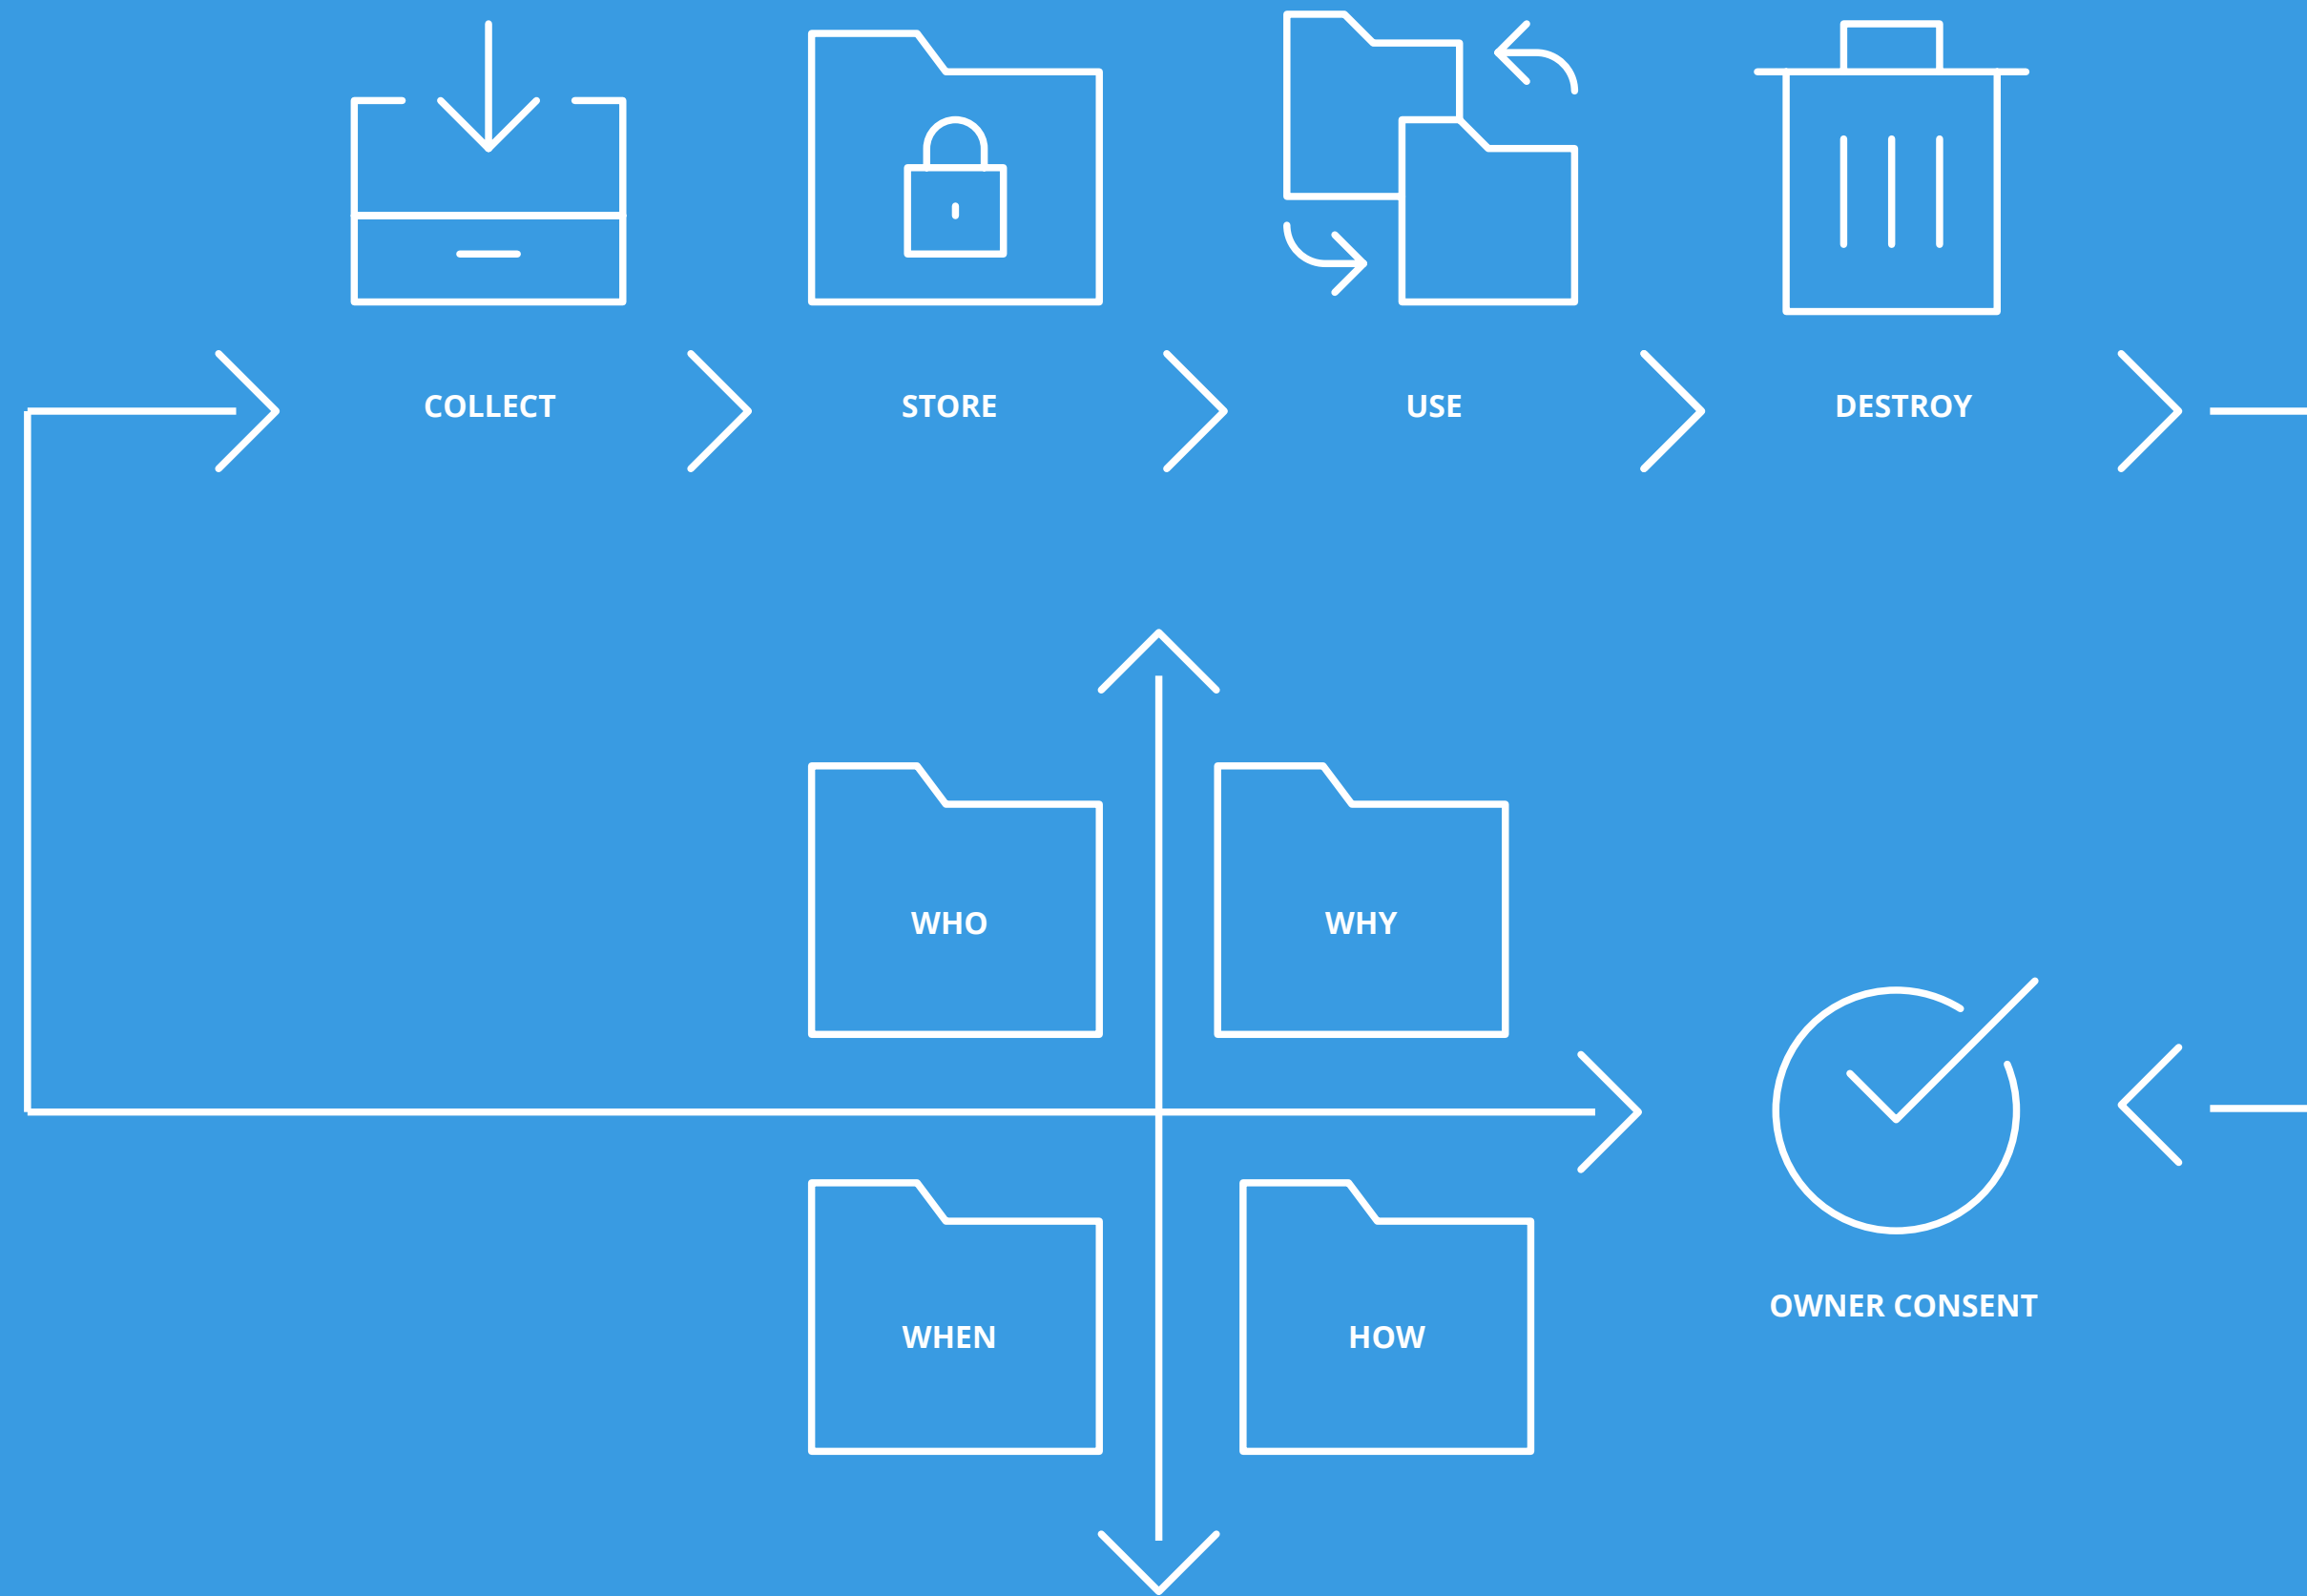 COLLECT
STORE
USE
DESTROY
WHO
WHY
WHEN
HOW
OWNER CONSENT